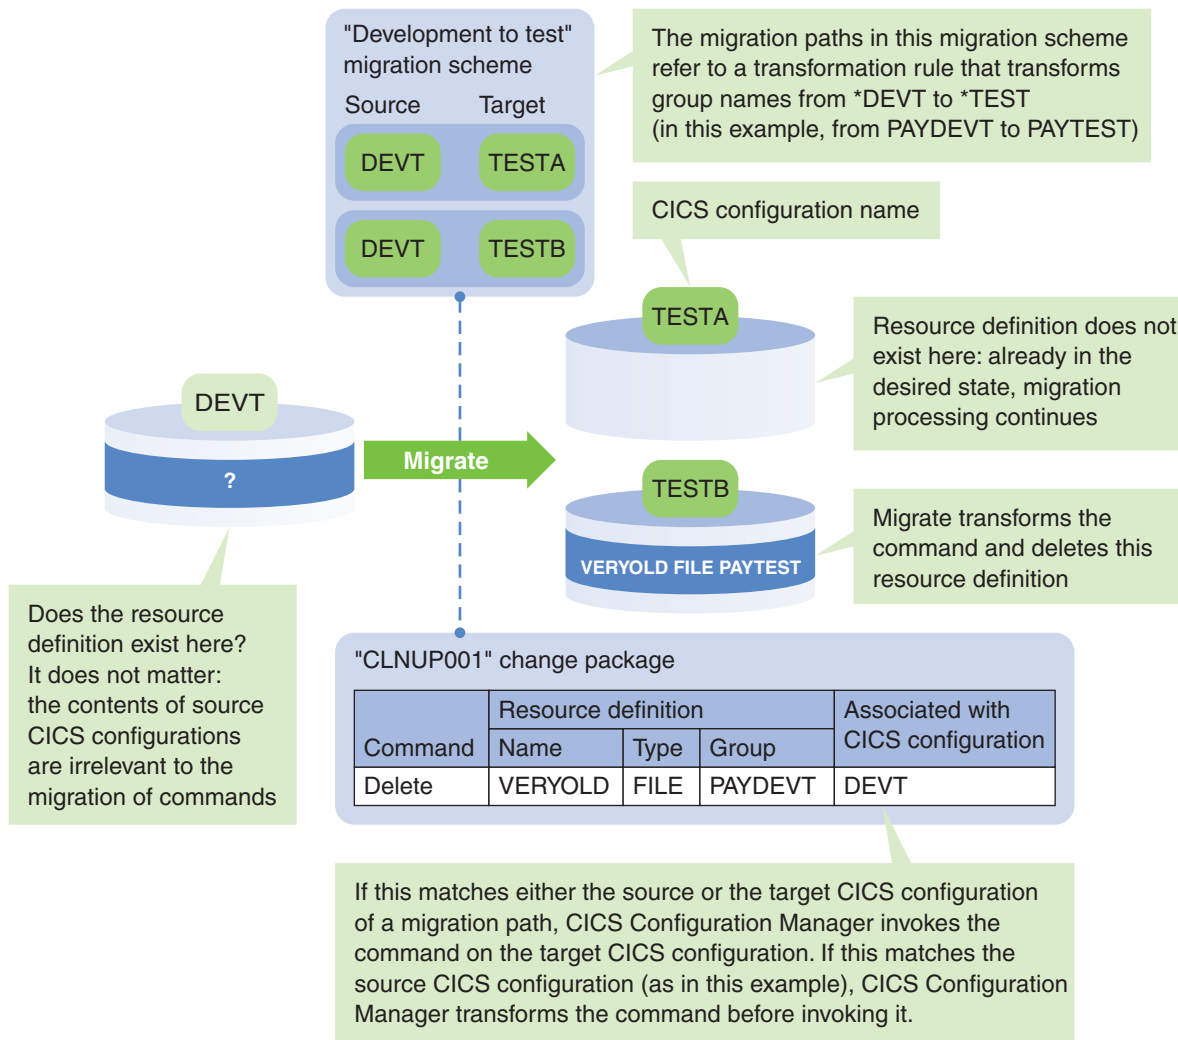 "Development to test"
migration scheme
Source Target
DEVT TESTA
DEVT TESTB
The migration paths in this migration scheme
refer to a transformation rule that transforms
group names from *DEVT to *TEST
(in this example, from PAYDEVT to PAYTEST)
CICS configuration name
TESTA
Resource definition does not
exist here: already in the
desired state, migration
processing continues
DEVT
?
Migrate
TESTB
VERYOLD FILE PAYTEST
Migrate transforms the
command and deletes this
resource definition
Does the resource
definition exist here?
It does not matter:
the contents of source
CICS configurations
are irrelevant to the
migration of commands
"CLNUP001" change package
Resource definition
Associated with
CICS configuration
Command Name Type Group
Delete VERYOLD FILE PAYDEVT DEVT
If this matches either the source or the target CICS configuration
of a migration path, CICS Configuration Manager invokes the
command on the target CICS configuration. If this matches the
source CICS configuration (as in this example), CICS Configuration
Manager transforms the command before invoking it.